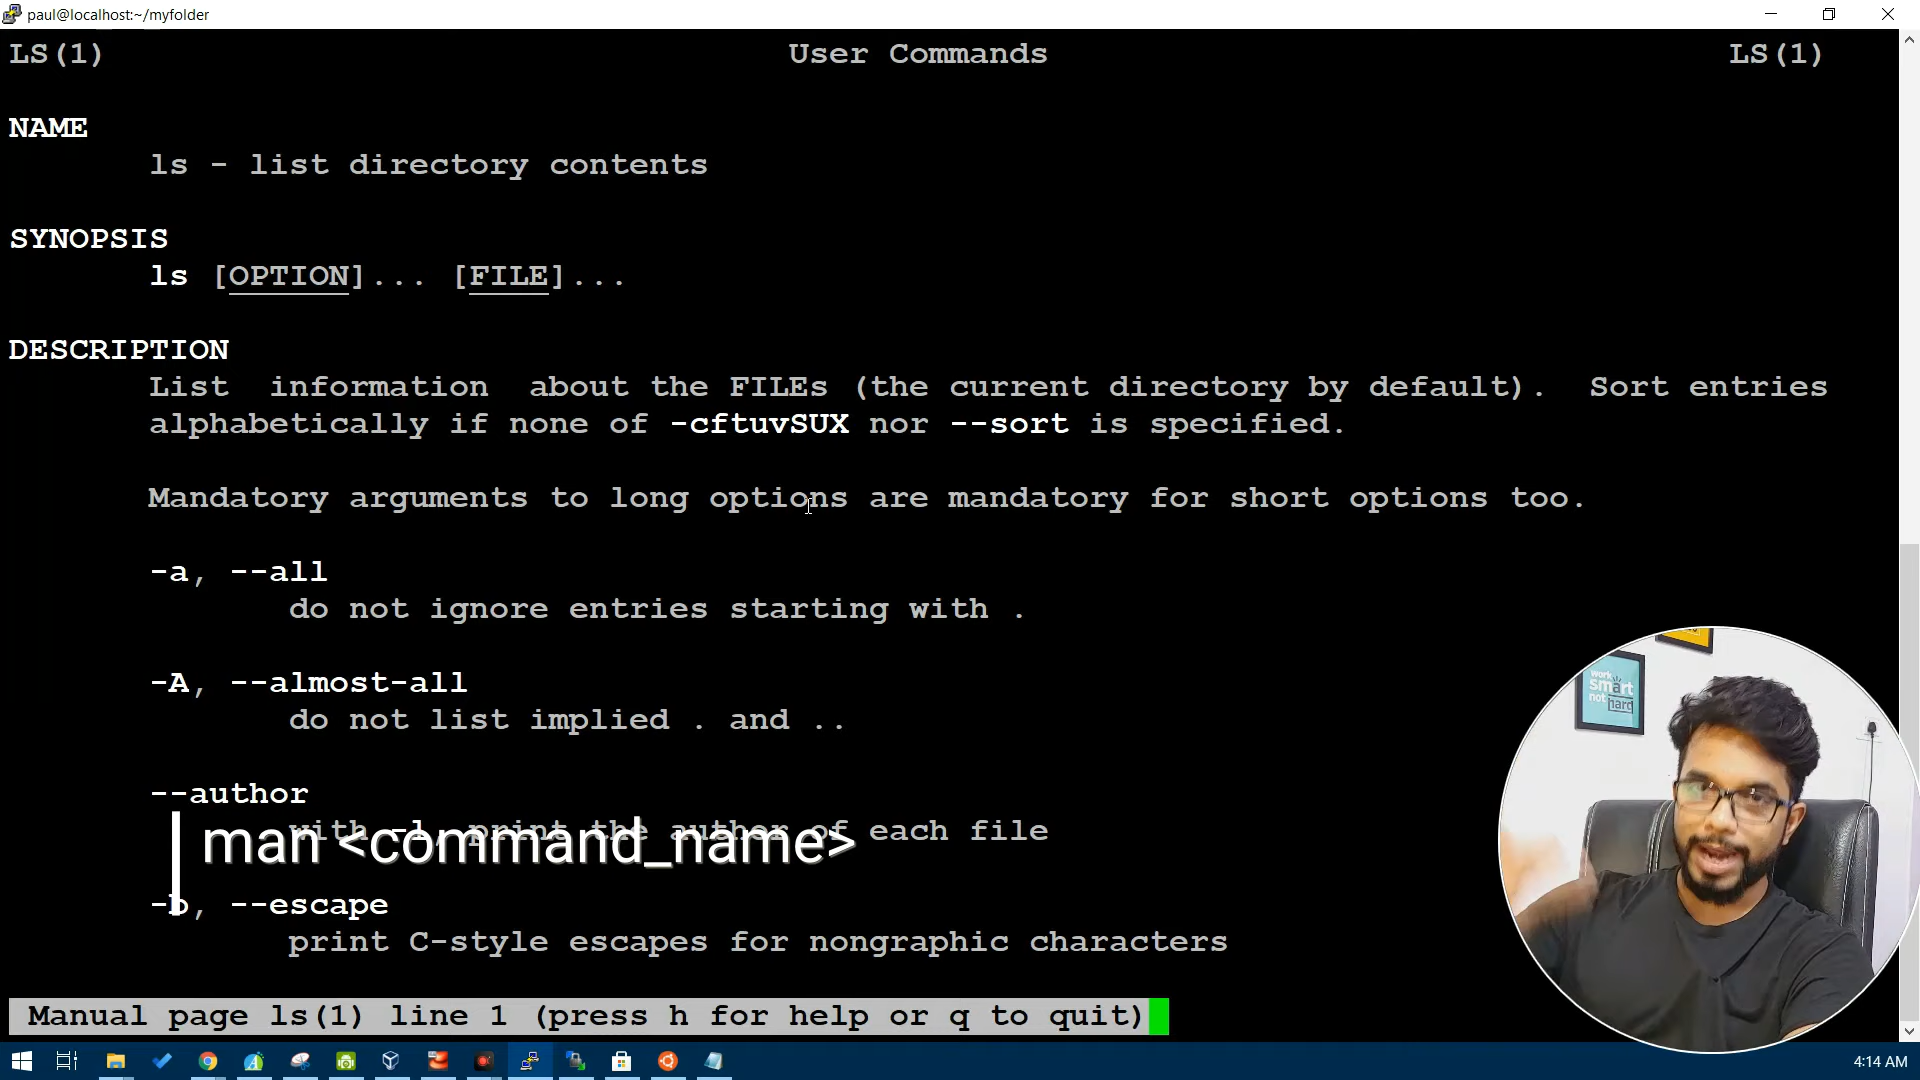 paul@localhost:~/myfolder
LS(1) User Commands LS(1)
NAME
ls - list directory contents
SYNOPSIS
ls [OPTION]... [FILE]...
DESCRIPTION
List information about the FILEs (the current directory by default). Sort entries
alphabetically if none of -cftuvSUX nor --sort is specified.
Mandatory arguments to long options are mandatory for short options too.
-a, --all
do not ignore entries starting with .
-A, --almost-all
do not list implied . and ..
--author
with -l, print the author of each file
man <command_name>
-b, --escape
print C-style escapes for nongraphic characters
Manual page ls(1) line 1 (press h for help or q to quit)
work
smart
not hard
4:14 AM